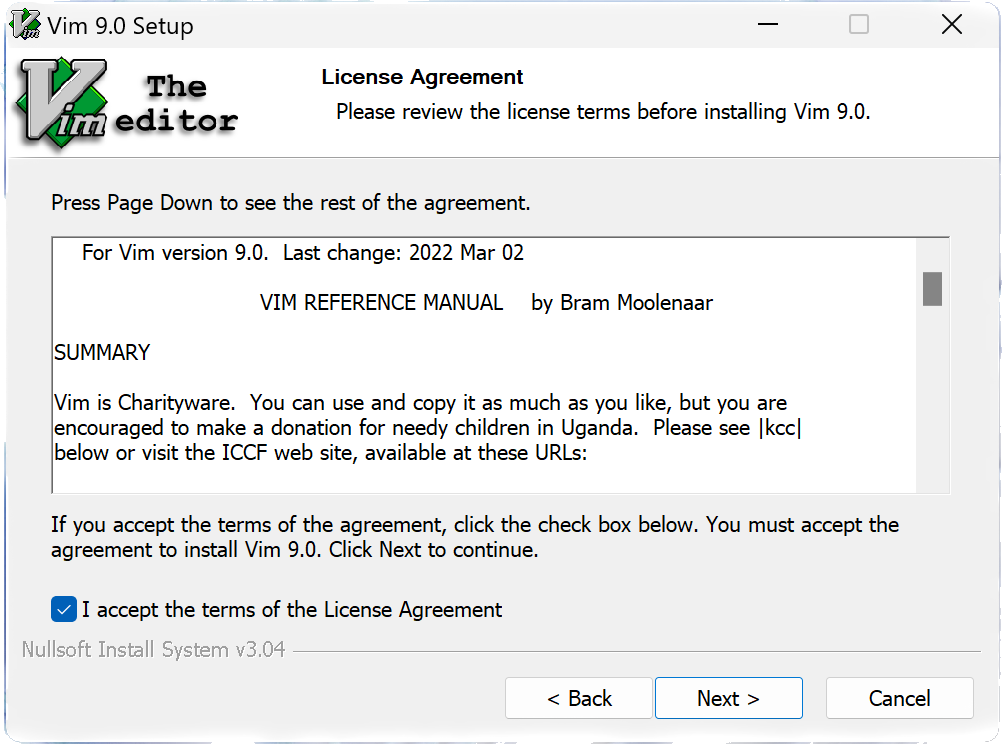 Vim 9.0 Setup
Vim The
editor
License Agreement
Please review the license terms before installing Vim 9.0.
Press Page Down to see the rest of the agreement.
For Vim version 9.0.  Last change: 2022 Mar 02
VIM REFERENCE MANUAL    by Bram Moolenaar
SUMMARY
Vim is Charityware.  You can use and copy it as much as you like, but you are
encouraged to make a donation for needy children in Uganda.  Please see |kcc|
below or visit the ICCF web site, available at these URLs:
If you accept the terms of the agreement, click the check box below. You must accept the
agreement to install Vim 9.0. Click Next to continue.
I accept the terms of the License Agreement
Nullsoft Install System v3.04
< Back
Next >
Cancel